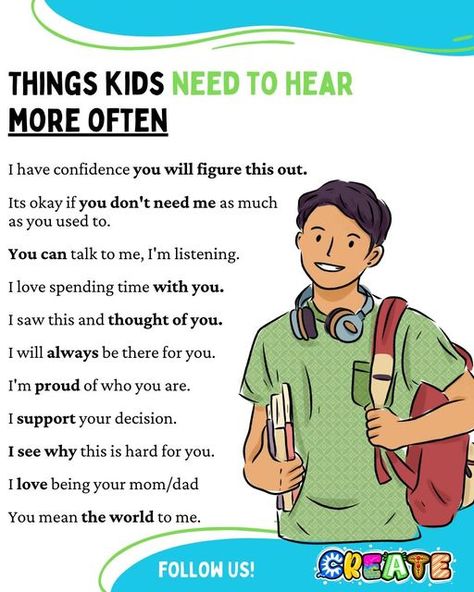 THINGS KIDS NEED TO HEAR
MORE OFTEN
I have confidence you will figure this out.
Its okay if you don't need me as much
as you used to.
You can talk to me, I'm listening.
I love spending time with you.
I saw this and thought of you.
I will always be there for you.
I'm proud of who you are.
I support your decision.
I see why this is hard for you.
I love being your mom/dad
You mean the world to me.
FOLLOW US!
CREATE